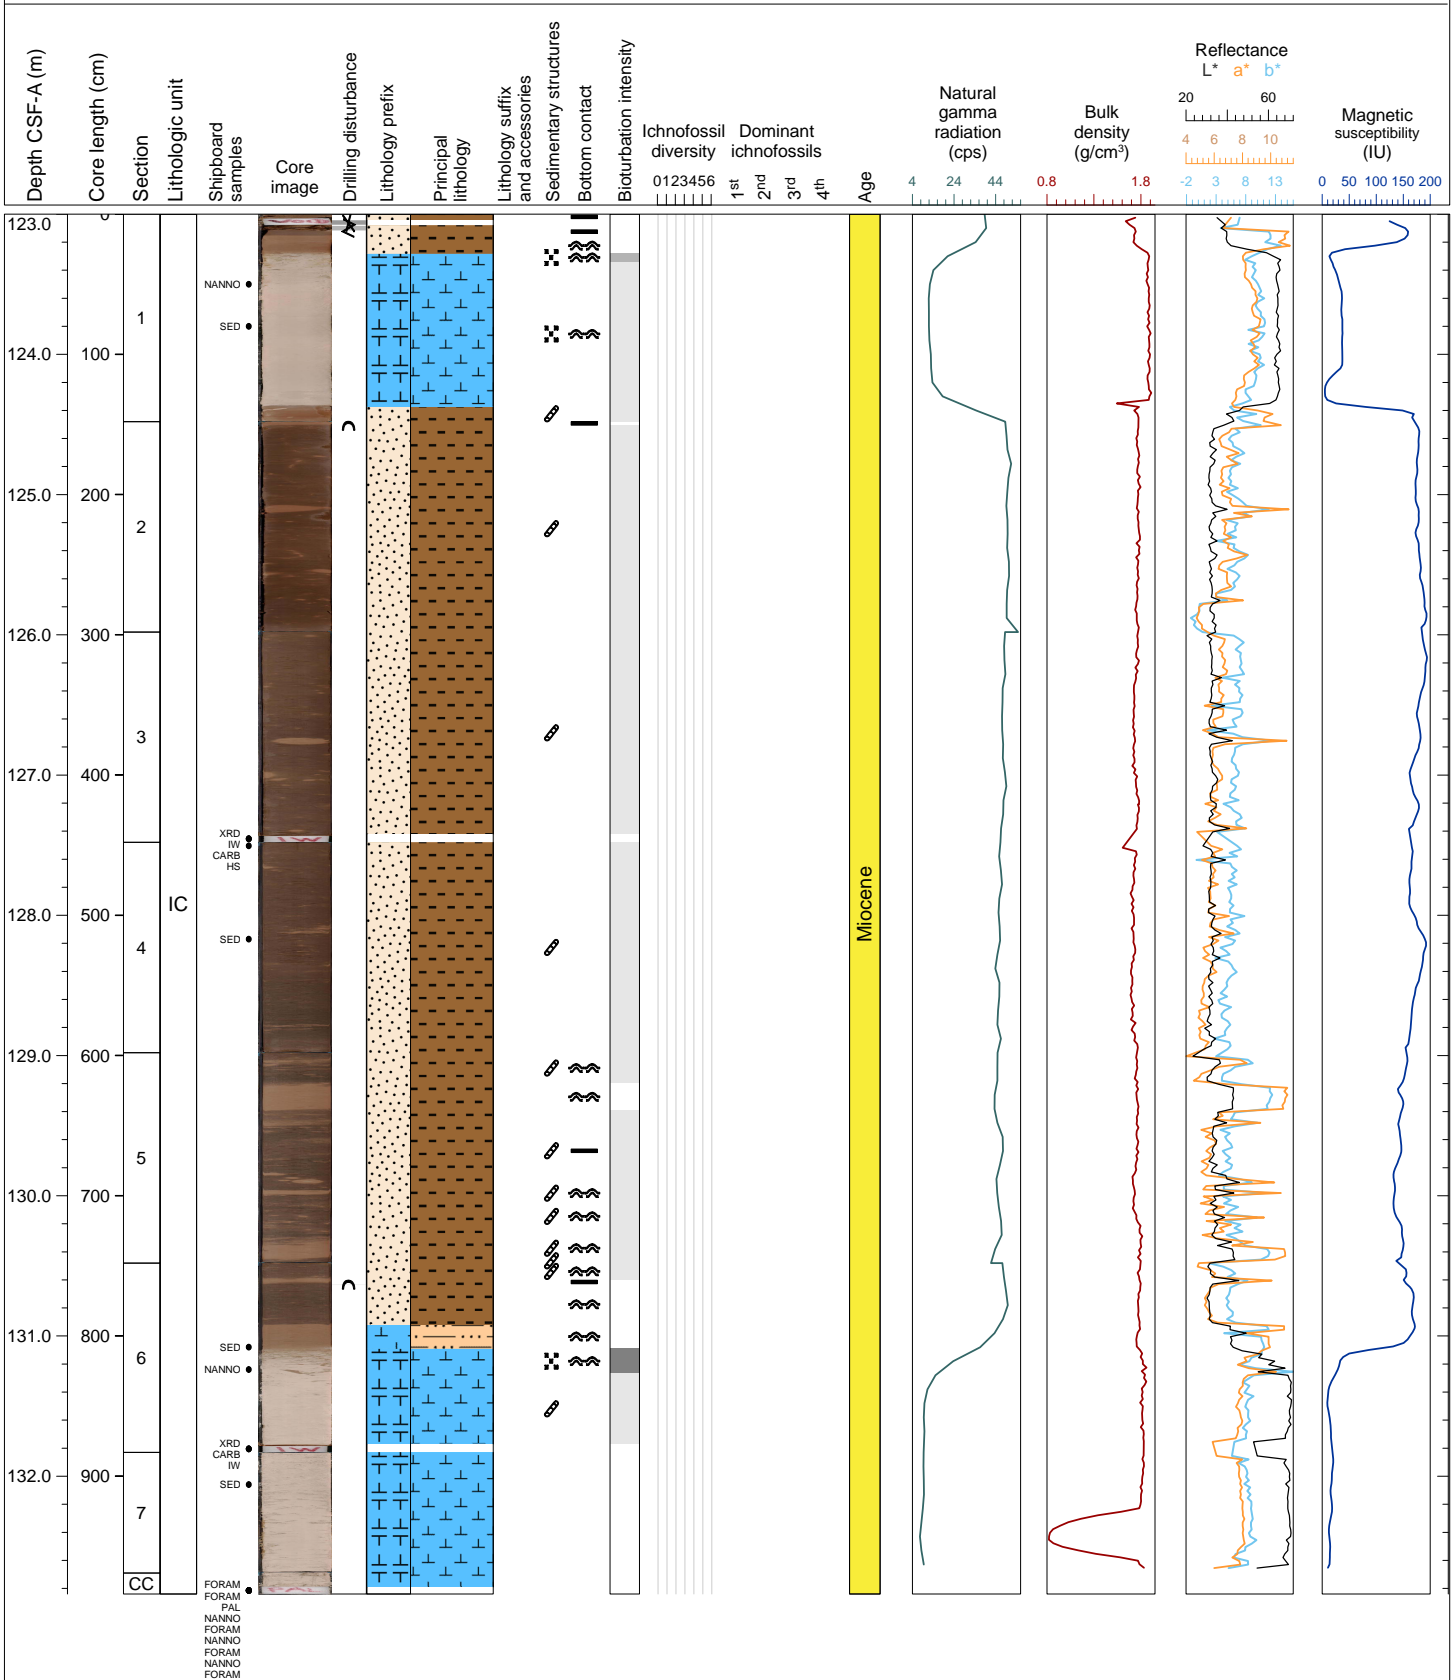 Depth CSF-A (m)
Core length (cm)
Section
Lithologic unit
Shipboard
samples
Core
image
Drilling disturbance
Lithology prefix
Principal
lithology
Lithology suffix
and accessories
Sedimentary structures
Bottom contact
Bioturbation intensity
Ichnofossil
diversity
0123456
Dominant
ichnofossils
1st
2nd
3rd
4th
Age
Natural
gamma
radiation
(cps)
4 24 44
Bulk
density
(g/cm³)
0.8 1.8
Reflectance
L* a* b*
20 60
4 6 8 10
-2 3 8 13
Magnetic
susceptibility
(IU)
0 50 100 150 200
123.0
0
NANNO
1
SED
124.0
100
125.0
200
2
126.0
300
3
127.0
400
XRD
IW
IW
CARB
HS
IC
Miocene
128.0
500
SED
4
129.0
600
5
130.0
700
131.0
800
SED
6
NANNO
XRD
IW
CARB
IW
132.0
900
SED
7
CC
FORAM
PAL
FORAM
PAL
NANNO
FORAM
NANNO
FORAM
NANNO
FORAM